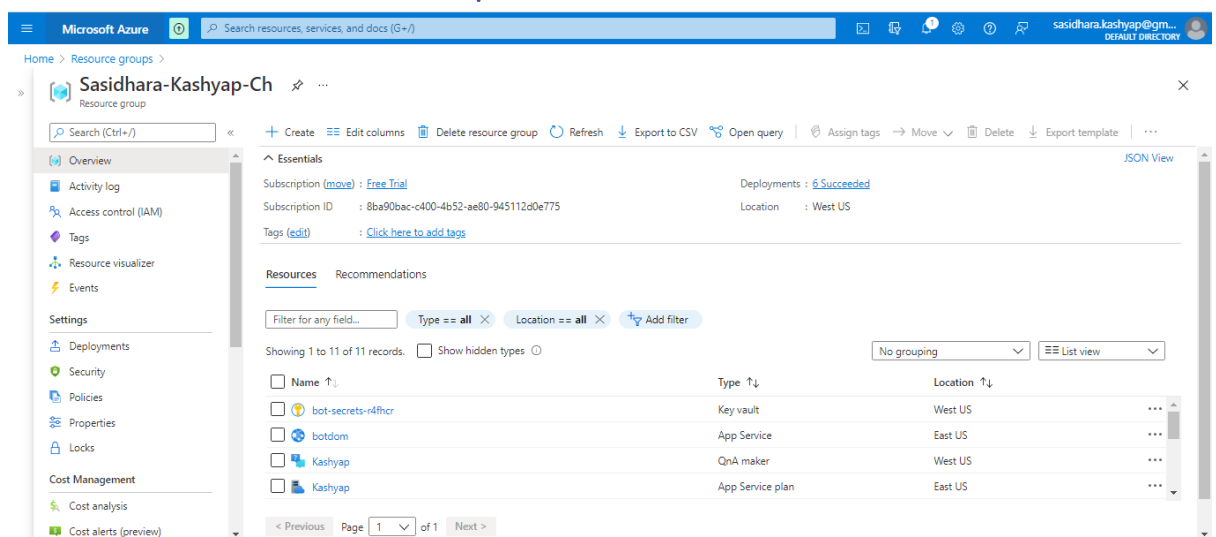 Microsoft Azure
Search resources, services, and docs (G+/)
1
sasidhara.kashyap@gm...
DEFAULT DIRECTORY
Home > Resource groups >
»
Sasidhara-Kashyap-Ch ...
Resource group
Search (Ctrl+/)
«
Create Edit columns Delete resource group Refresh Export to CSV Open query Assign tags Move Delete Export template ...
Overview
Activity log
Access control (IAM)
Tags
Resource visualizer
Events
Settings
Deployments
Security
Policies
Properties
Locks
Cost Management
Cost analysis
Cost alerts (preview)
Essentials
JSON View
Subscription (move) : Free Trial
Deployments : 6 Succeeded
Subscription ID : 8ba90bac-c400-4b52-ae80-945112d0e775
Location : West US
Tags (edit) : Click here to add tags
Resources Recommendations
Filter for any field... Type == all Location == all Add filter
Showing 1 to 11 of 11 records. Show hidden types
No grouping List view
Name ↑↓ Type ↑↓ Location ↑↓
bot-secrets-r4fhcr Key vault West US ...
botdom App Service East US ...
Kashyap QnA maker West US ...
Kashyap App Service plan East US ...
< Previous Page 1 of 1 Next >